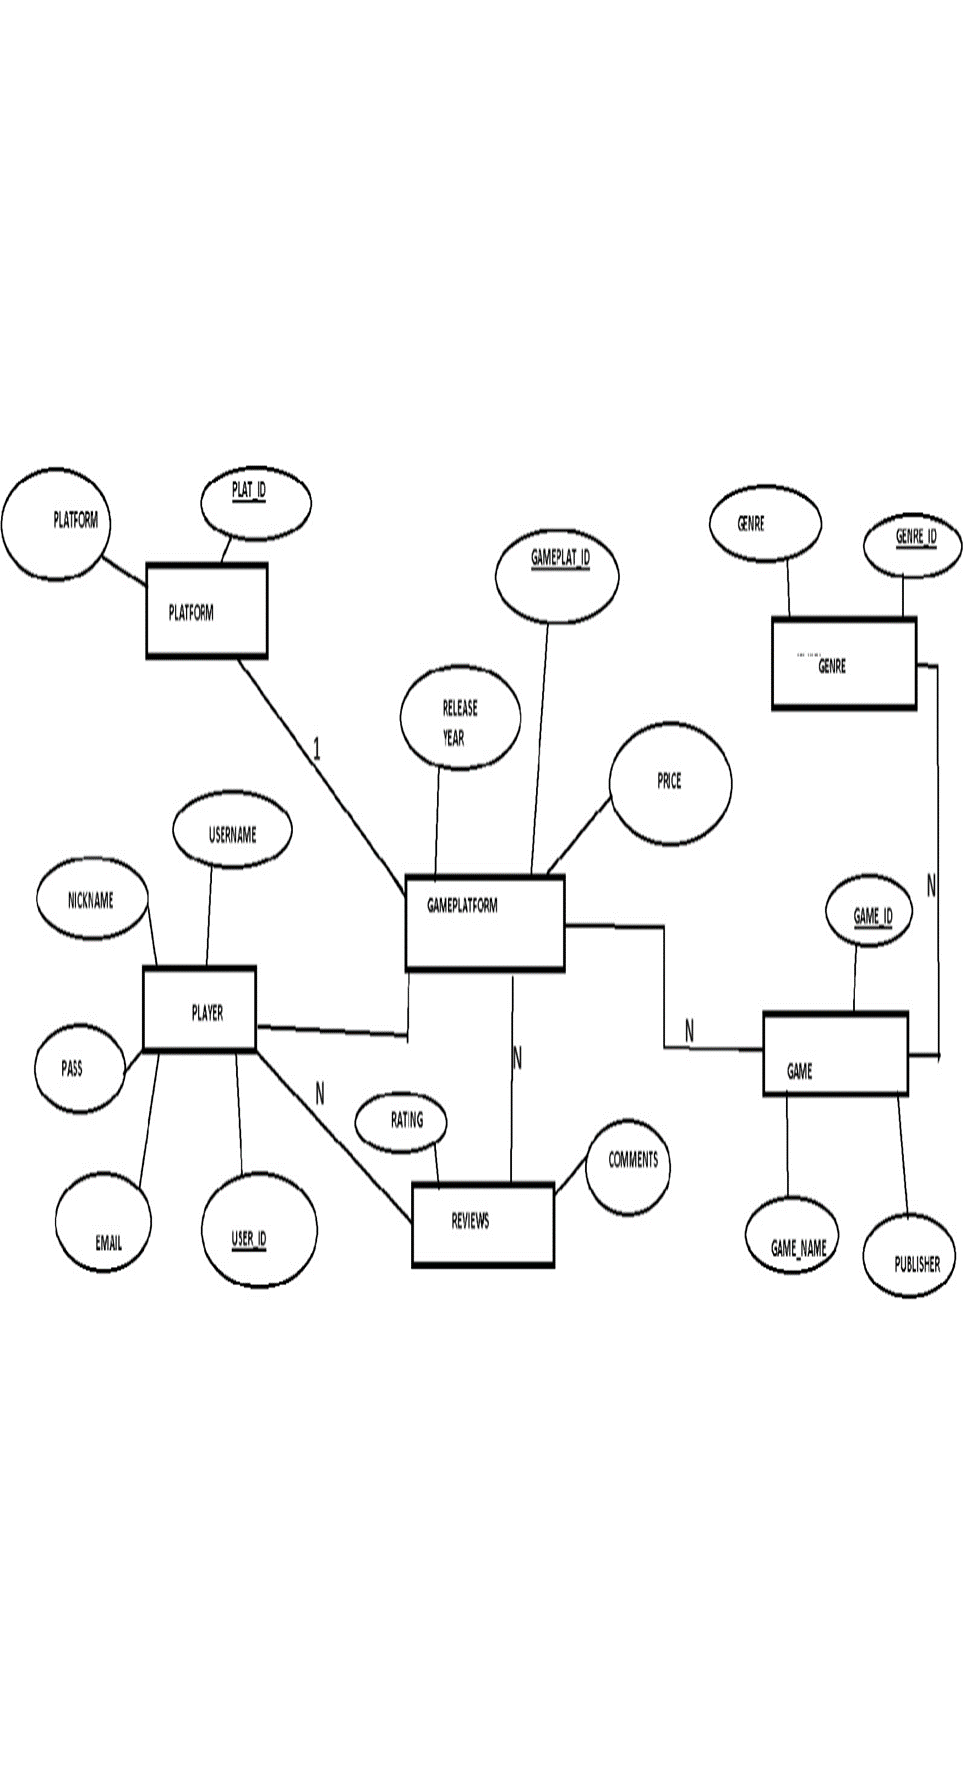 PLATFORM
PLAT_ID
GENRE
GENRE_ID
GAMEPLAT_ID
PLATFORM
GENRE
RELEASE
YEAR
1
PRICE
USERNAME
NICKNAME
N
GAMEPLATFORM
GAME_ID
PLAYER
N
N
PASS
GAME
N
RATING
COMMENTS
REVIEWS
EMAIL
USER_ID
GAME_NAME
PUBLISHER